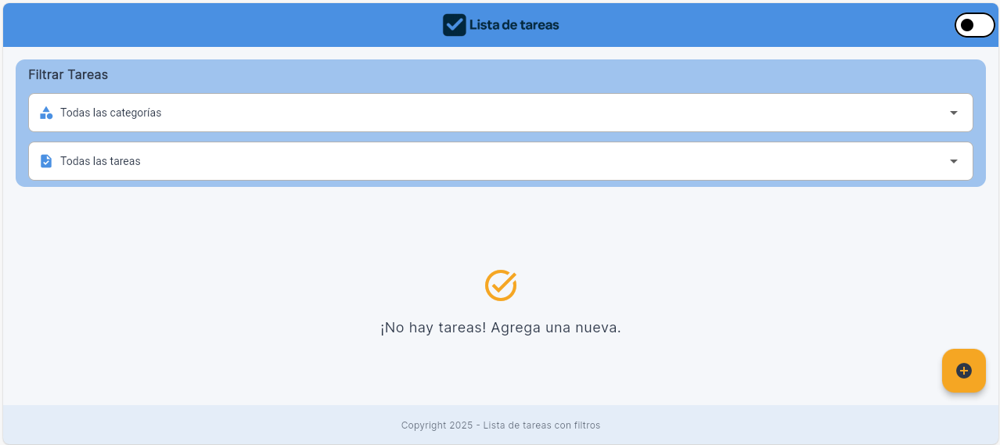 Lista de tareas
Filtrar Tareas
Todas las categorías
Todas las tareas
¡No hay tareas! Agrega una nueva.
Copyright 2025 - Lista de tareas con filtros